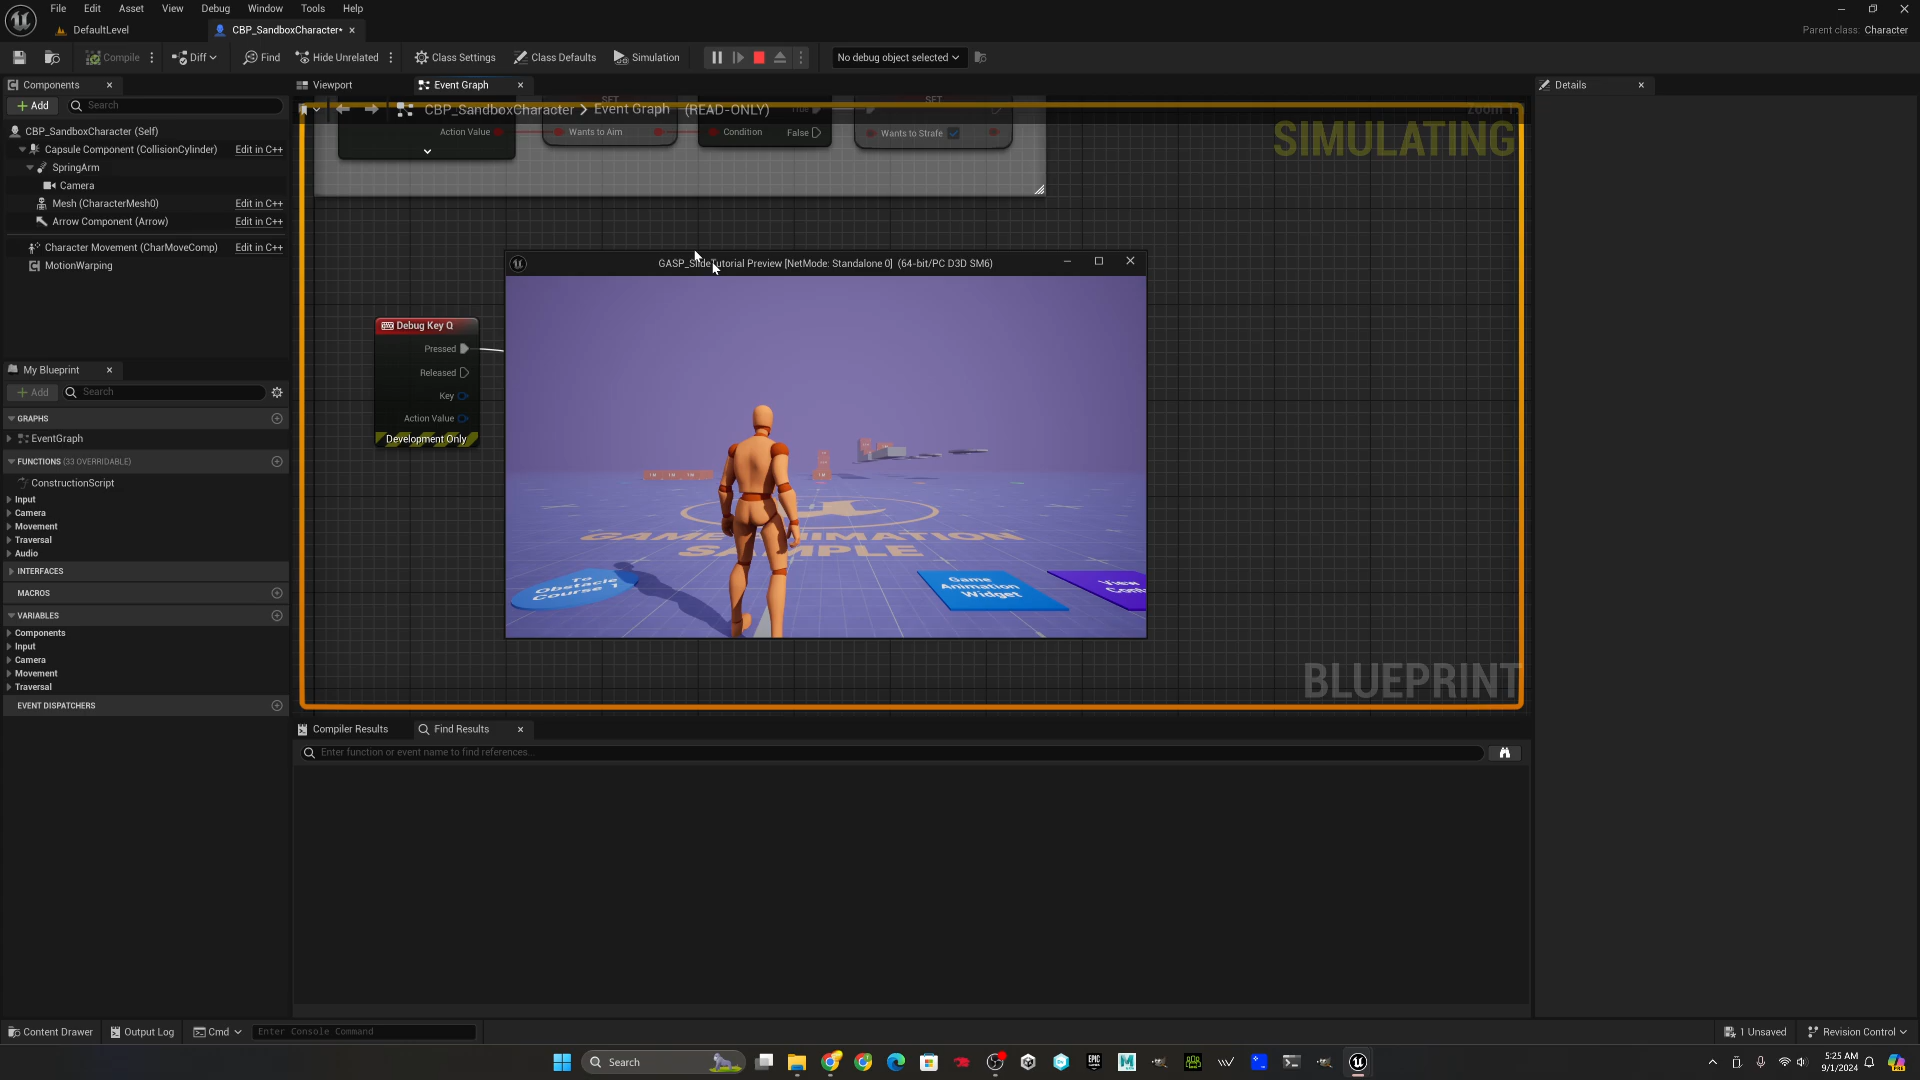 File Edit Asset View Debug Window Tools Help
DefaultLevel
CBP_SandboxCharacter*
Parent class: Character
Compile Diff Find Hide Unrelated Class Settings Class Defaults Simulation No debug object selected
Components
Viewport
Event Graph
Details
Add Search
CBP_SandboxCharacter > Event Graph (READ-ONLY)
SIMULATING
CBP_SandboxCharacter (Self)
Capsule Component (CollisionCylinder) Edit in C++
SpringArm
Camera
Mesh (CharacterMesh0) Edit in C++
Arrow Component (Arrow) Edit in C++
Character Movement (CharMoveComp) Edit in C++
MotionWarping
Action Value
Wants to Aim
Condition False
SET
Wants to Strafe
GASP_SlideTutorial Preview [NetMode: Standalone 0] (64-bit/PC D3D SM6)
Debug Key Q
Pressed
Released
Key
Action Value
Development Only
GAME ANIMATION
SAMPLE
To
Obstacle
Course 1
Game
Animation
Widget
View
BLUEPRINT
My Blueprint
Add Search
GRAPHS
EventGraph
FUNCTIONS (33 OVERRIDABLE)
ConstructionScript
Input
Camera
Movement
Traversal
Audio
INTERFACES
MACROS
VARIABLES
Components
Input
Camera
Movement
Traversal
EVENT DISPATCHERS
Compiler Results
Find Results
Enter function or event name to find references...
Content Drawer Output Log Cmd Enter Console Command 1 Unsaved Revision Control
Search
5:25 AM
9/1/2024